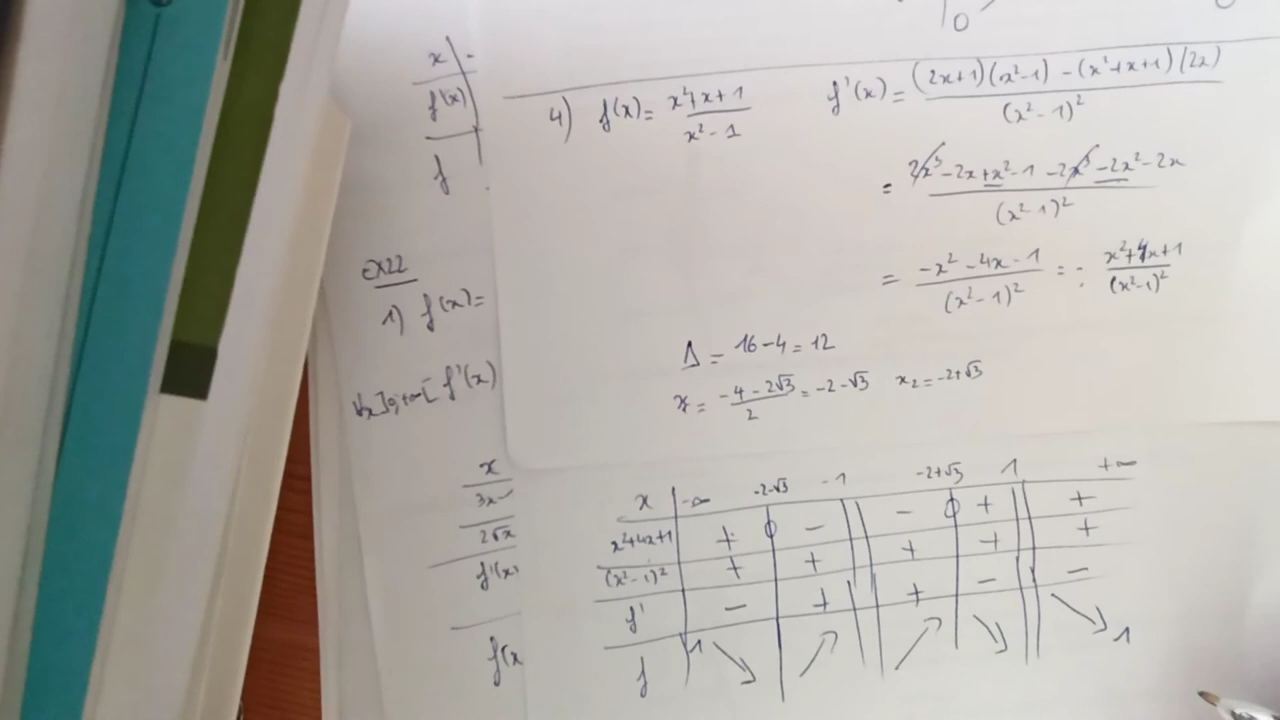 x -
f'(x)
f
4) f(x)= x²+x+1 / x²-1 f'(x) = (2x+1)(x²-1) - (x²+x+1)(2x) / (x²-1)²
= 2x³-2x+x²-1-2x³-2x²-2x / (x²-1)²
= -x²-4x-1 / (x²-1)² = - x²+4x+1 / (x²-1)²
EX22
1) f(x)=
Δ = 16-4=12
x = -4-2√3 / 2 = -2-√3 x₂=-2+√3
∀x]0;+∞[ f'(x)
x
3x-
2√x
f'(x)
f(x
x -∞ -2-√3 -1 -2+√3 1 +∞
x²+4x+1 + 0 - - 0 + +
(x²-1)² + + + + +
f' - + + - -
f 1 ↘ ↗ ↗ ↘ ↘ 1